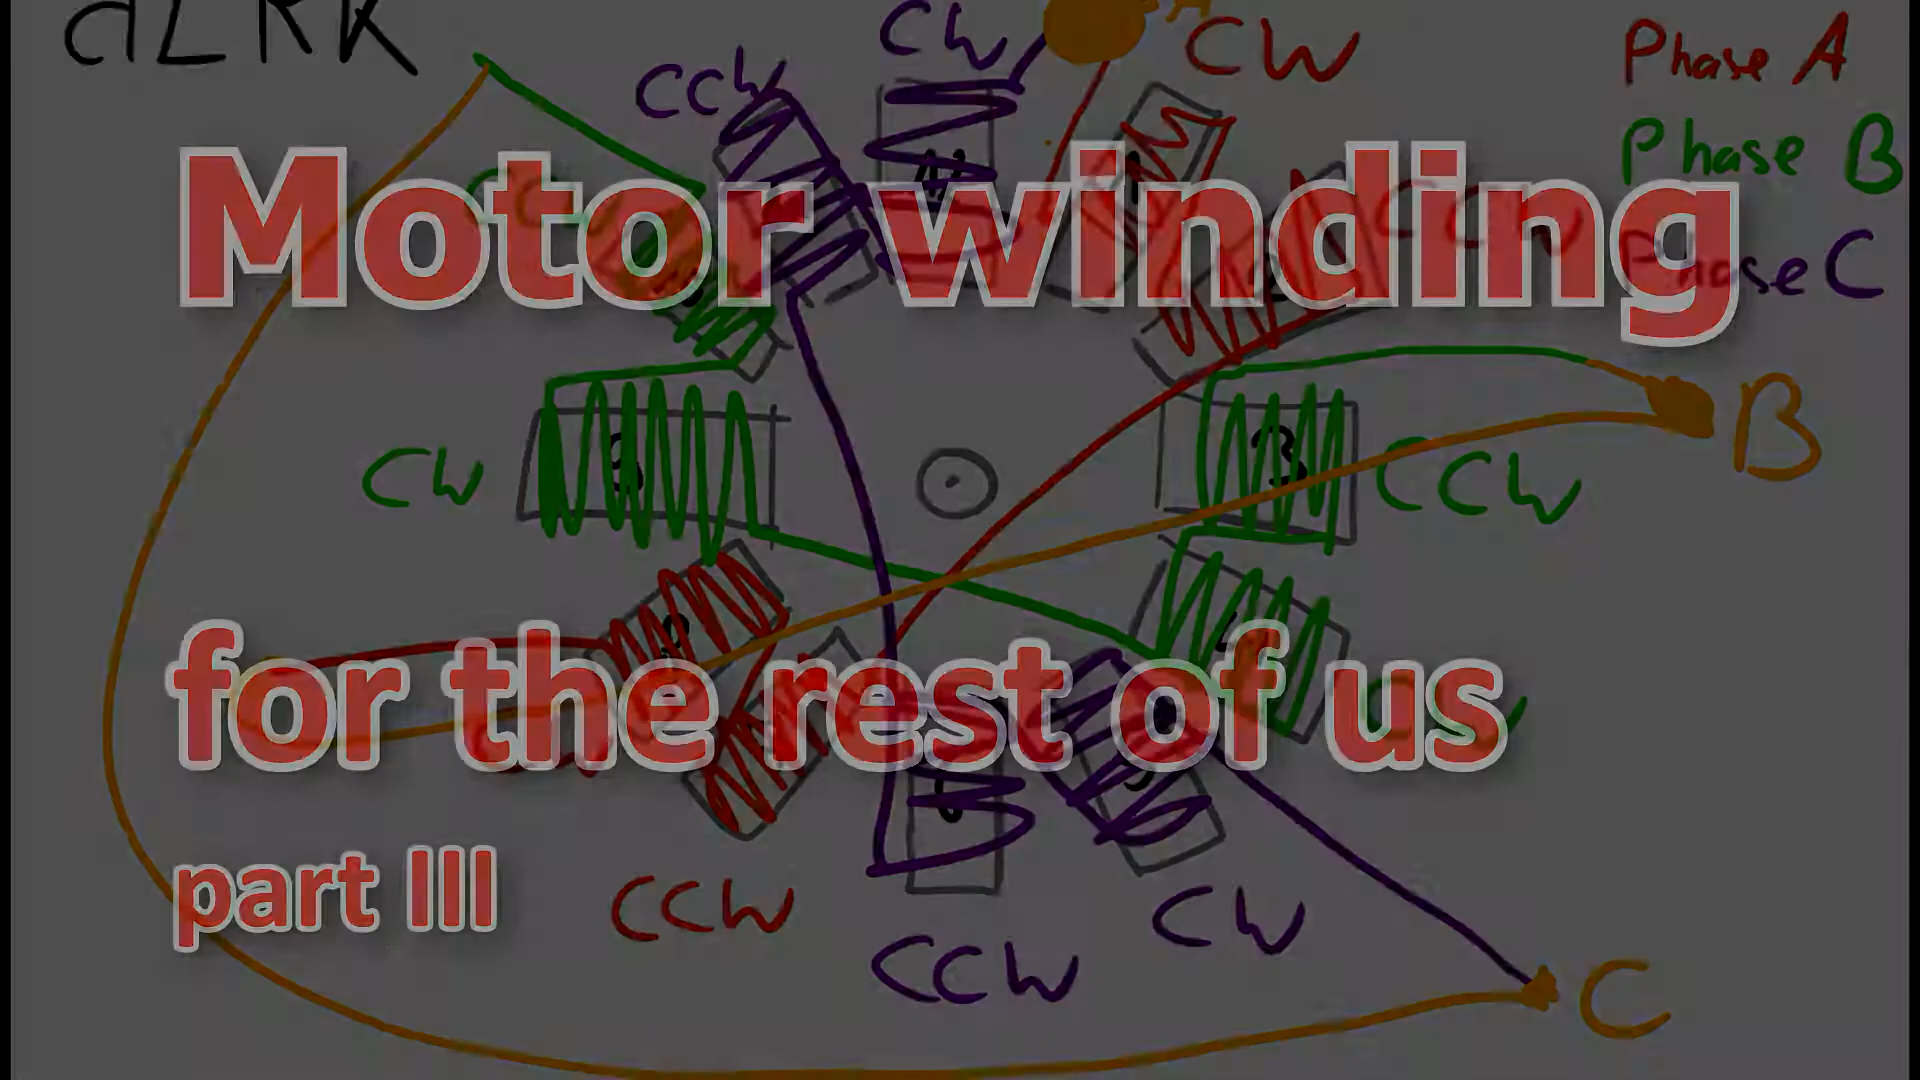 dLRK
CW
A
CW
Phase A
CCW
Phase B
Motor winding
Phase C
B
3
CW
CCW
for the rest of us
part III
CCW
CW
CCW
C